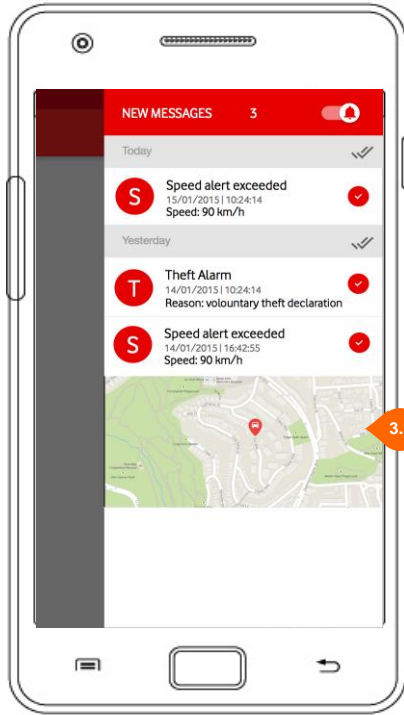 NEW MESSAGES 3
Today
S
Speed alert exceeded
15/01/2015 | 10:24:14
Speed: 90 km/h
Yesterday
T
Theft Alarm
14/01/2015 | 10:24:14
Reason: volountary theft declaration
S
Speed alert exceeded
14/01/2015 | 16:42:55
Speed: 90 km/h
3.